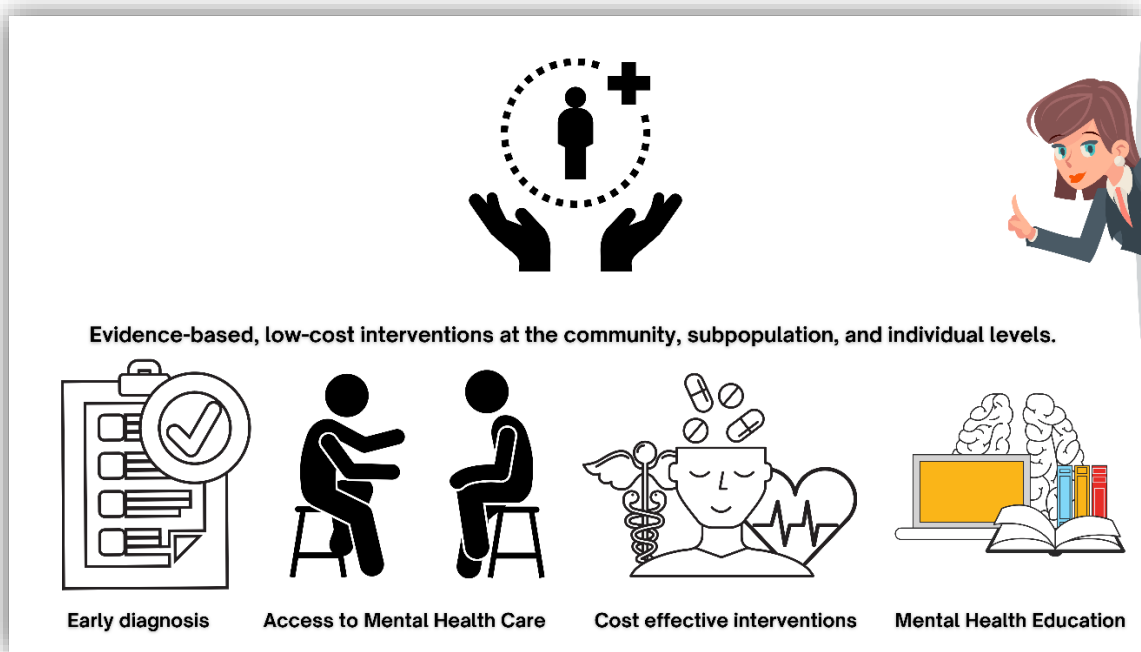 Evidence-based, low-cost interventions at the community, subpopulation, and individual levels.
Early diagnosis
Access to Mental Health Care
Cost effective interventions
Mental Health Education